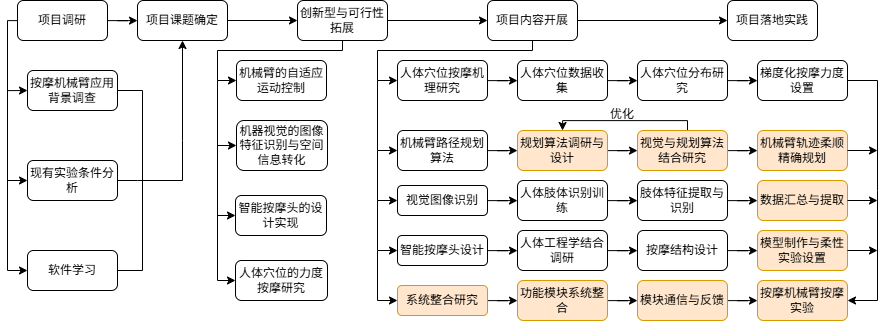 项目调研
项目课题确定
创新型与可行性
拓展
项目内容开展
项目落地实践
按摩机械臂应用
背景调查
现有实验条件分
析
软件学习
机械臂的自适应
运动控制
机器视觉的图像
特征识别与空间
信息转化
智能按摩头的设
计实现
人体穴位的力度
按摩研究
人体穴位按摩机
理研究
人体穴位数据收
集
人体穴位分布研
究
梯度化按摩力度
设置
优化
机械臂路径规划
算法
规划算法调研与
设计
视觉与规划算法
结合研究
机械臂轨迹柔顺
精确规划
视觉图像识别
人体肢体识别训
练
肢体特征提取与
识别
数据汇总与提取
智能按摩头设计
人体工程学结合
调研
按摩结构设计
模型制作与柔性
实验设置
系统整合研究
功能模块系统整
合
模块通信与反馈
按摩机械臂按摩
实验